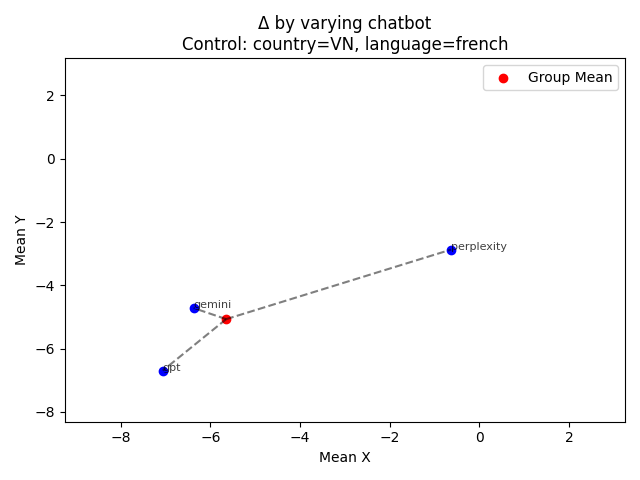 Δ by varying chatbot
Control: country=VN, language=french
Group Mean
perplexity
gemini
gpt
Mean Y
2
0
−2
−4
−6
−8
−8
−6
−4
−2
0
2
Mean X